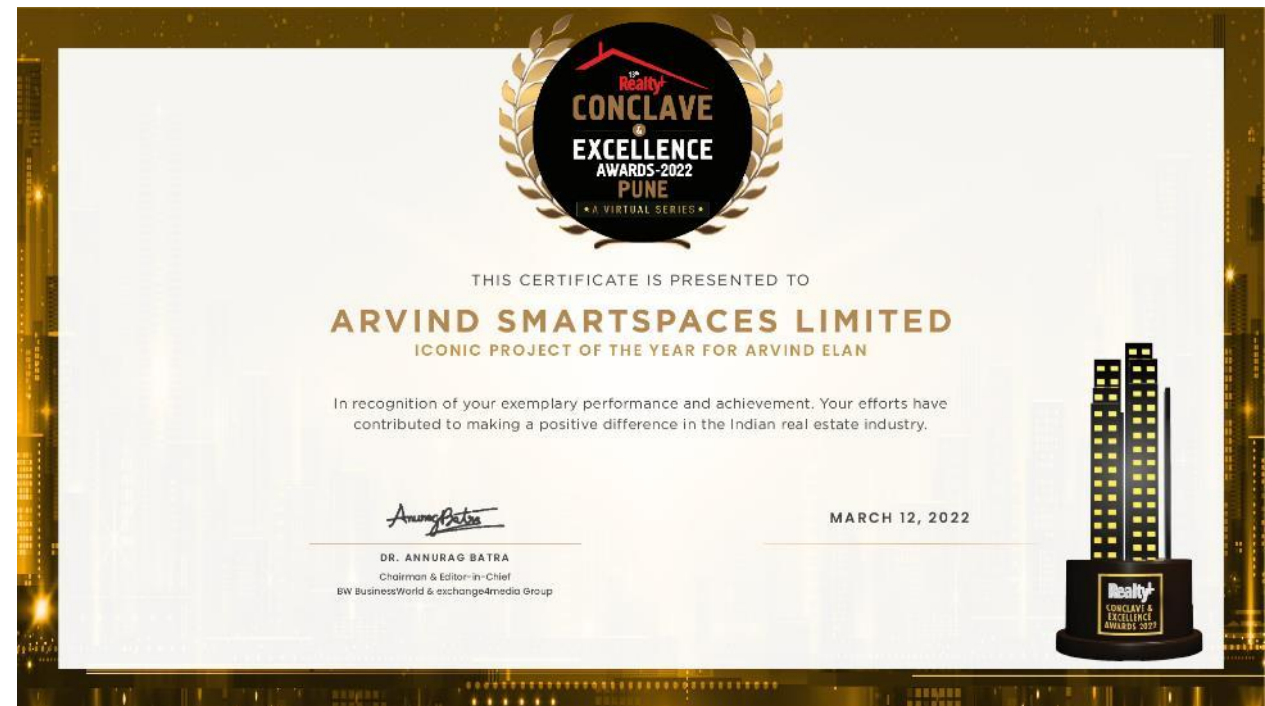 13th
Realty+
CONCLAVE
&
EXCELLENCE
AWARDS-2022
PUNE
•A VIRTUAL SERIES•
THIS CERTIFICATE IS PRESENTED TO
ARVIND SMARTSPACES LIMITED
ICONIC PROJECT OF THE YEAR FOR ARVIND ELAN
In recognition of your exemplary performance and achievement. Your efforts have
contributed to making a positive difference in the Indian real estate industry.
Anurag Batra
MARCH 12, 2022
DR. ANNURAG BATRA
Chairman & Editor-in-Chief
BW BusinessWorld & exchange4media Group
Realty+
CONCLAVE &
EXCELLENCE
AWARDS 2022